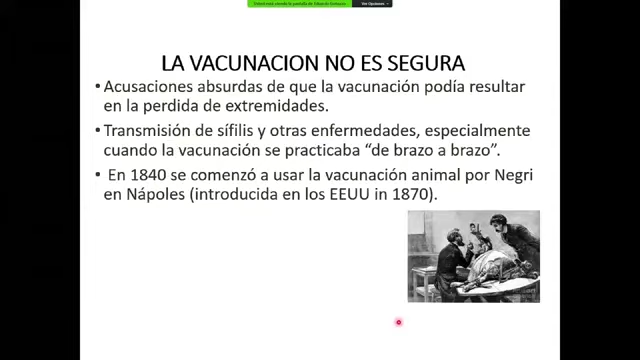 Ver Opciones
LA VACUNACION NO ES SEGURA
• Acusaciones absurdas de que la vacunación podía resultar
en la perdida de extremidades.
• Transmisión de sífilis y otras enfermedades, especialmente
cuando la vacunación se practicaba “de brazo a brazo”.
• En 1840 se comenzó a usar la vacunación animal por Negri
en Nápoles (introducida en los EEUU in 1870).